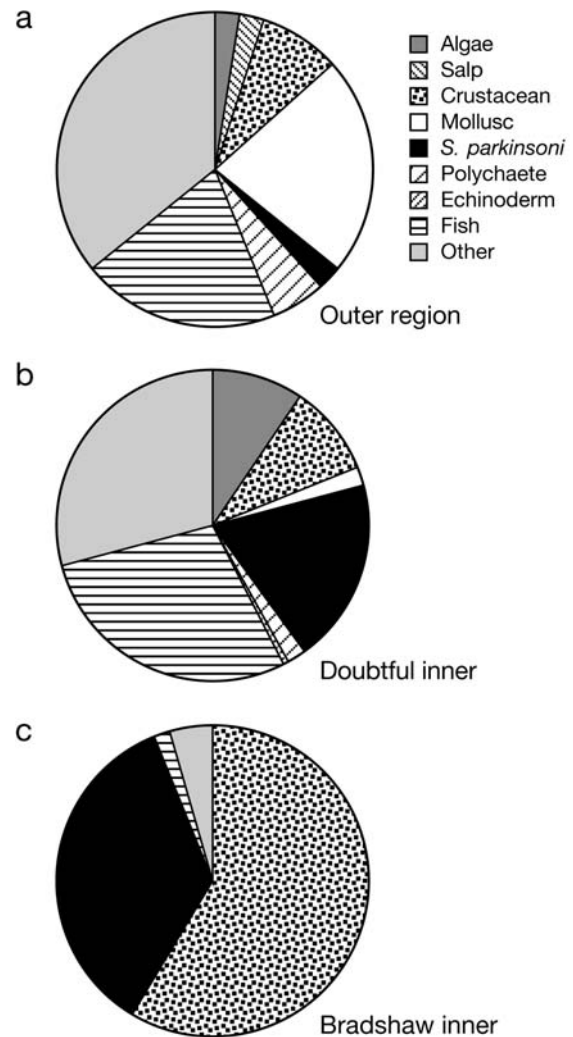 a
Algae
Salp
Crustacean
Mollusc
S. parkinsoni
Polychaete
Echinoderm
Fish
Other
Outer region
b
Doubtful inner
c
Bradshaw inner